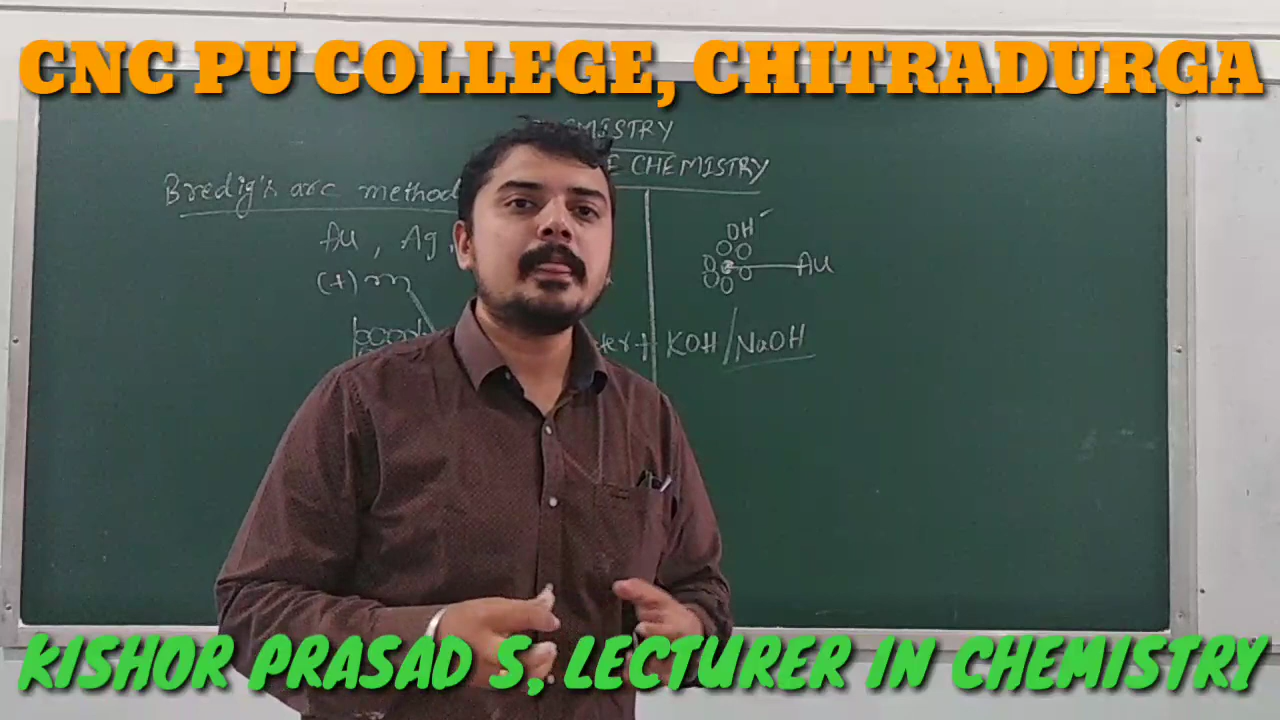 CNC PU COLLEGE, CHITRADURGA
CHEMISTRY
Bredig's arc method
Au, Ag,
(+)
OH⁻
Au
+ KOH/NaOH
KISHOR PRASAD S, LECTURER IN CHEMISTRY